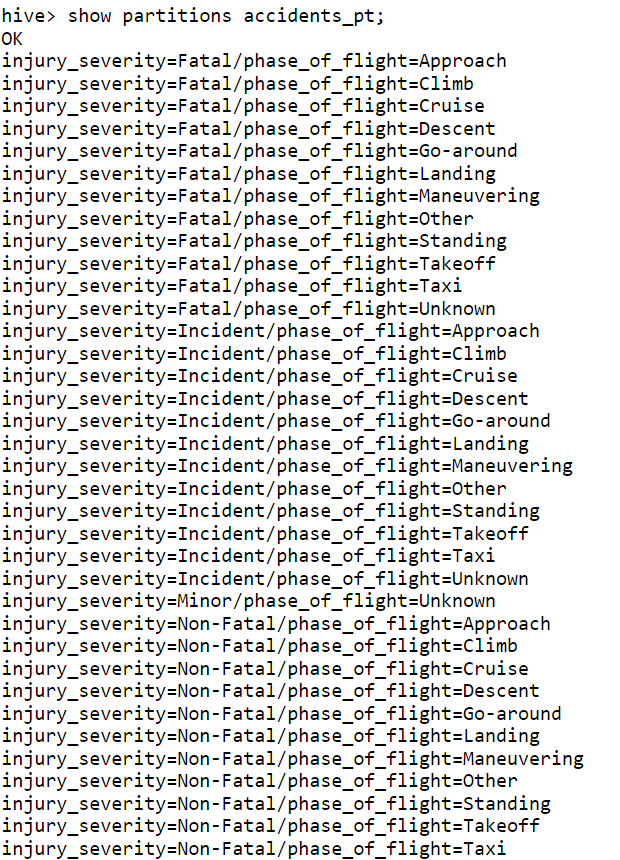 hive> show partitions accidents_pt;
OK
injury_severity=Fatal/phase_of_flight=Approach
injury_severity=Fatal/phase_of_flight=Climb
injury_severity=Fatal/phase_of_flight=Cruise
injury_severity=Fatal/phase_of_flight=Descent
injury_severity=Fatal/phase_of_flight=Go-around
injury_severity=Fatal/phase_of_flight=Landing
injury_severity=Fatal/phase_of_flight=Maneuvering
injury_severity=Fatal/phase_of_flight=Other
injury_severity=Fatal/phase_of_flight=Standing
injury_severity=Fatal/phase_of_flight=Takeoff
injury_severity=Fatal/phase_of_flight=Taxi
injury_severity=Fatal/phase_of_flight=Unknown
injury_severity=Incident/phase_of_flight=Approach
injury_severity=Incident/phase_of_flight=Climb
injury_severity=Incident/phase_of_flight=Cruise
injury_severity=Incident/phase_of_flight=Descent
injury_severity=Incident/phase_of_flight=Go-around
injury_severity=Incident/phase_of_flight=Landing
injury_severity=Incident/phase_of_flight=Maneuvering
injury_severity=Incident/phase_of_flight=Other
injury_severity=Incident/phase_of_flight=Standing
injury_severity=Incident/phase_of_flight=Takeoff
injury_severity=Incident/phase_of_flight=Taxi
injury_severity=Incident/phase_of_flight=Unknown
injury_severity=Minor/phase_of_flight=Unknown
injury_severity=Non-Fatal/phase_of_flight=Approach
injury_severity=Non-Fatal/phase_of_flight=Climb
injury_severity=Non-Fatal/phase_of_flight=Cruise
injury_severity=Non-Fatal/phase_of_flight=Descent
injury_severity=Non-Fatal/phase_of_flight=Go-around
injury_severity=Non-Fatal/phase_of_flight=Landing
injury_severity=Non-Fatal/phase_of_flight=Maneuvering
injury_severity=Non-Fatal/phase_of_flight=Other
injury_severity=Non-Fatal/phase_of_flight=Standing
injury_severity=Non-Fatal/phase_of_flight=Takeoff
injury_severity=Non-Fatal/phase_of_flight=Taxi